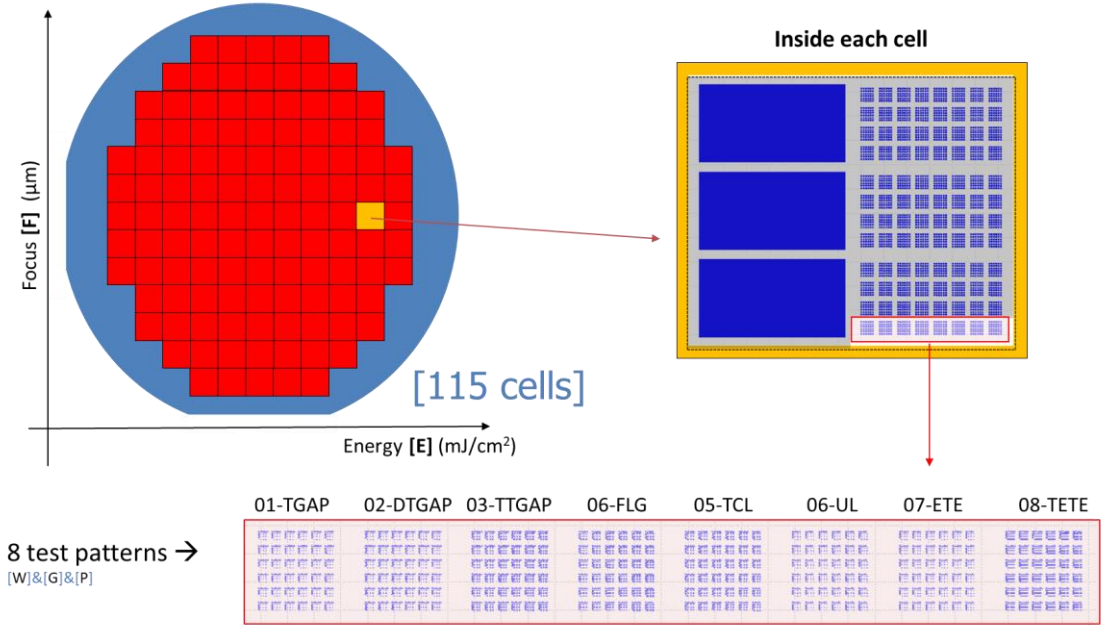 Inside each cell
Focus [F] (μm)
[115 cells]
Energy [E] (mJ/cm²)
01-TGAP 02-DTGAP 03-TTGAP 06-FLG 05-TCL 06-UL 07-ETE 08-TETE
8 test patterns →
[W]&[G]&[P]